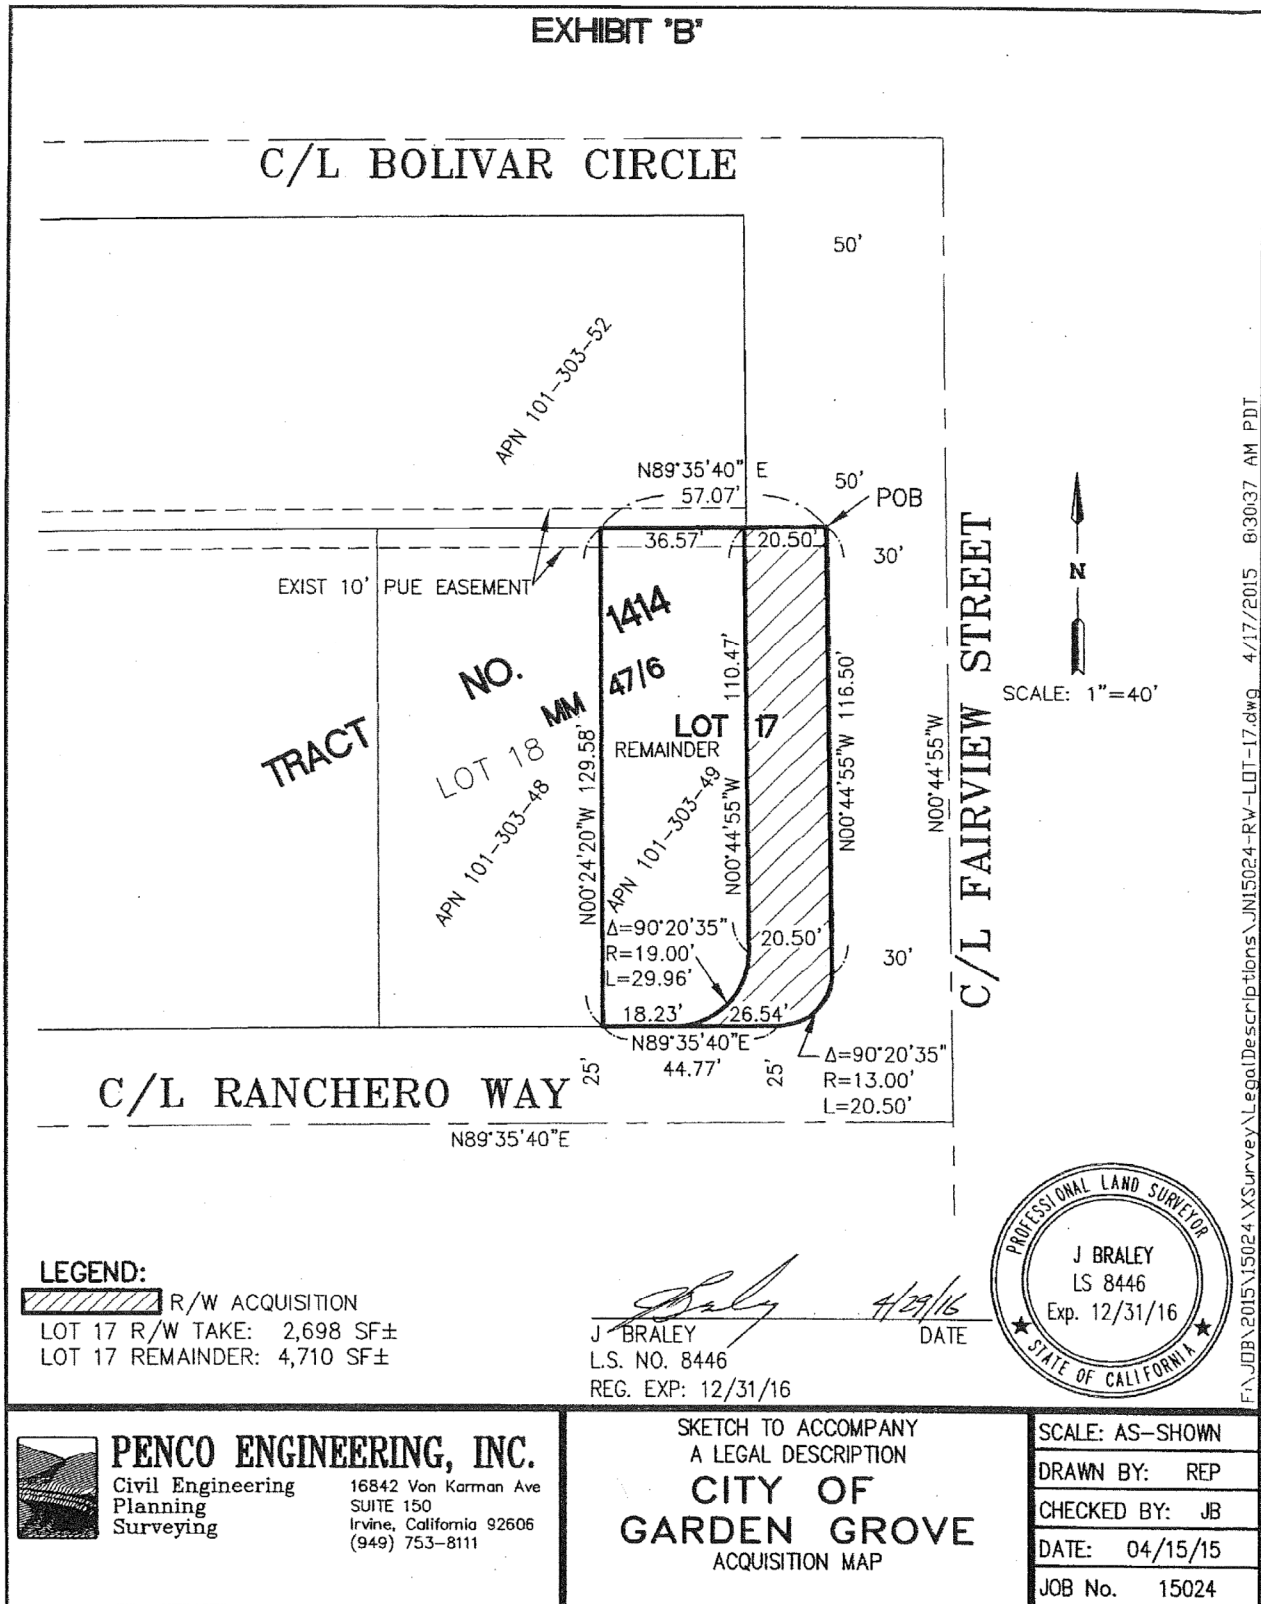 EXHIBIT "B"
C/L BOLIVAR CIRCLE
50'
APN 101-303-52
N89°35'40" E
57.07'
50'
POB
36.57'
20.50'
30'
EXIST 10' PUE EASEMENT
C/L FAIRVIEW STREET
N00°44'55"W
N
SCALE: 1"=40'
TRACT NO. 1414
MM 47/6
LOT 18
APN 101-303-48
N00°24'20"W 129.58'
LOT 17
REMAINDER
APN 101-303-49
110.47'
N00°44'55"W
N00°44'55"W 116.50'
Δ=90°20'35"
R=19.00'
L=29.96'
20.50'
30'
18.23'
26.54'
N89°35'40"E
44.77'
25'
25'
Δ=90°20'35"
R=13.00'
L=20.50'
C/L RANCHERO WAY
N89°35'40"E
F:\JOB\2015\15024\XSurvey\LegalDescriptions\JN15024-RW-LOT-17.dwg 4/17/2015 8:30:37 AM PDT
LEGEND:
R/W ACQUISITION
LOT 17 R/W TAKE: 2,698 SF±
LOT 17 REMAINDER: 4,710 SF±
JBraley
4/29/16
J BRALEY
DATE
L.S. NO. 8446
REG. EXP: 12/31/16
PROFESSIONAL LAND SURVEYOR
J BRALEY
LS 8446
Exp. 12/31/16
STATE OF CALIFORNIA
PENCO ENGINEERING, INC.
Civil Engineering
Planning
Surveying
16842 Von Karman Ave
SUITE 150
Irvine, California 92606
(949) 753-8111
SKETCH TO ACCOMPANY
A LEGAL DESCRIPTION
CITY OF
GARDEN GROVE
ACQUISITION MAP
SCALE: AS-SHOWN
DRAWN BY: REP
CHECKED BY: JB
DATE: 04/15/15
JOB No. 15024